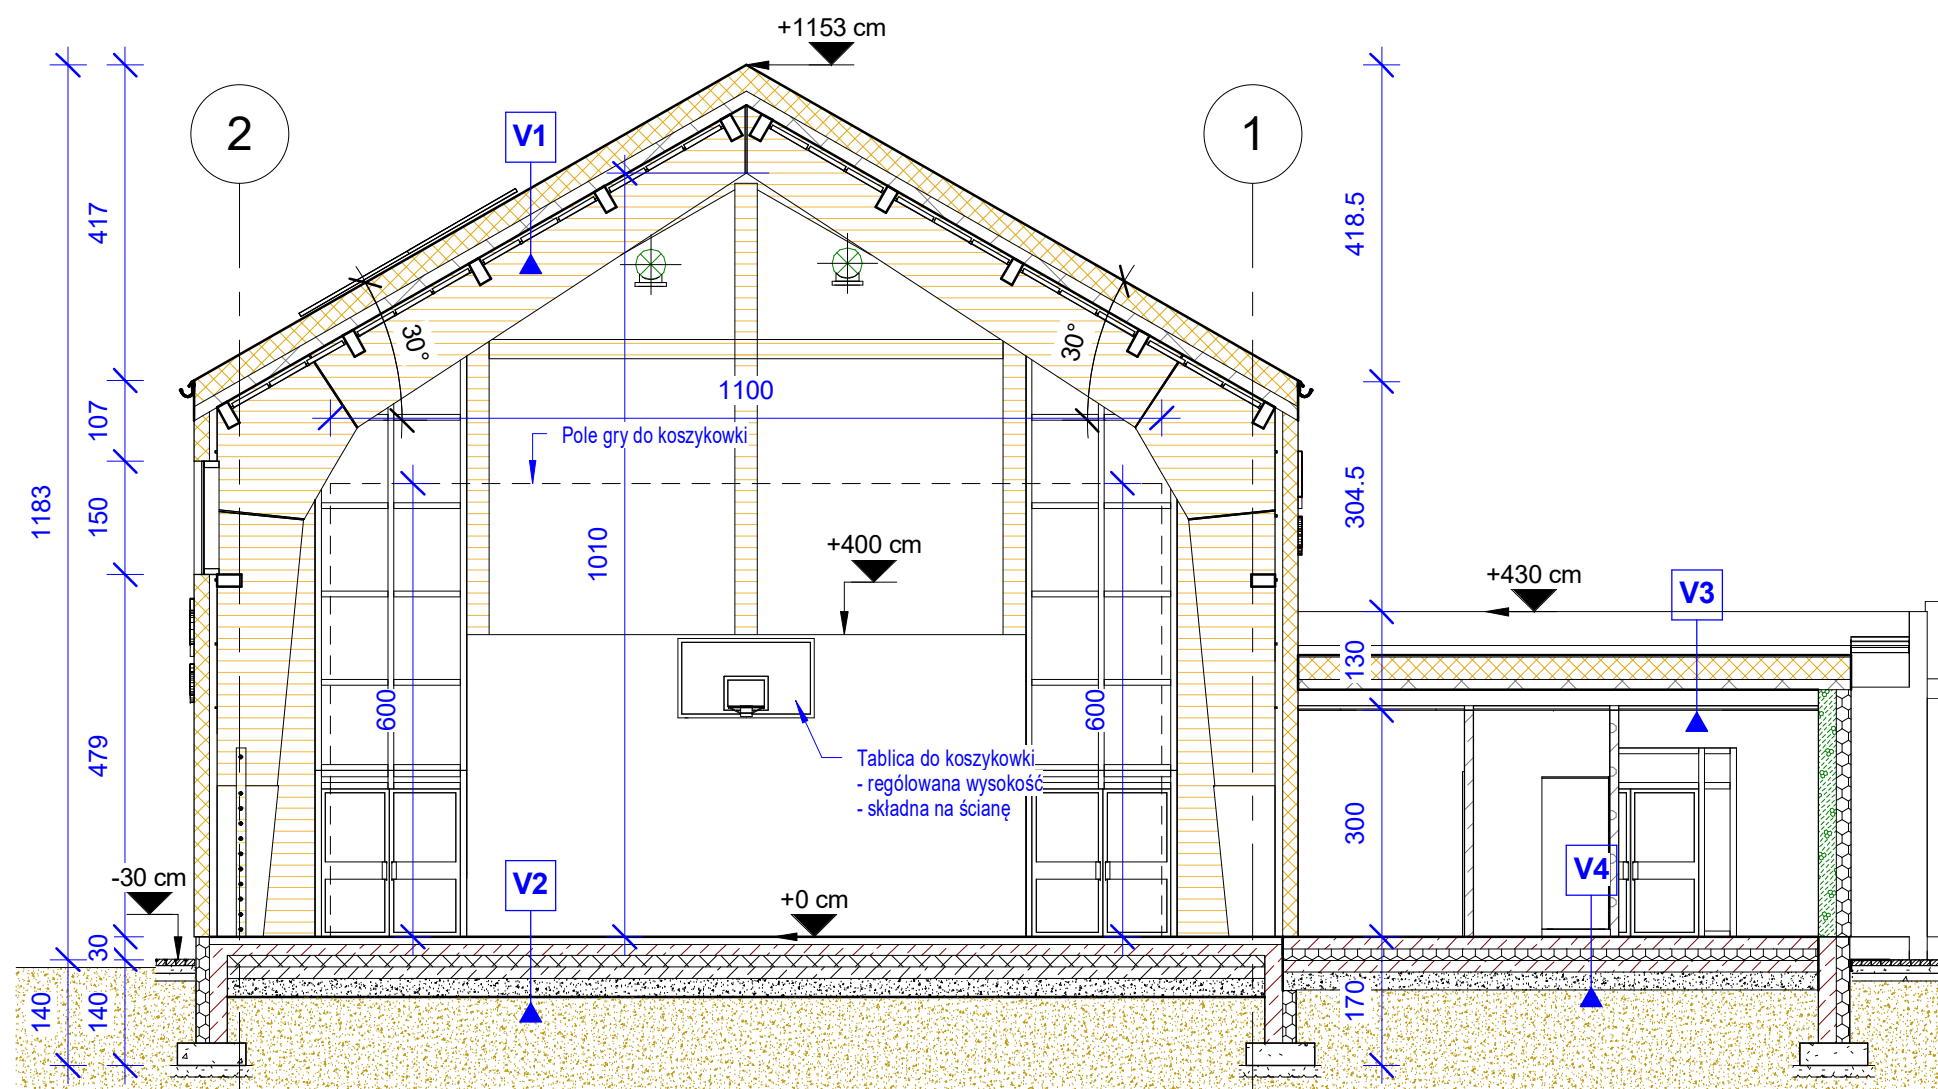 +1153 cm
2
V1
1
417
418.5
30°
30°
1100
107
Pole gry do koszykowki
1183
150
1010
304.5
+400 cm
+430 cm
V3
130
600
600
479
Tablica do koszykowki
- rególowana wysokość
- składna na ścianę
300
V4
-30 cm
V2
+0 cm
30
140
140
170